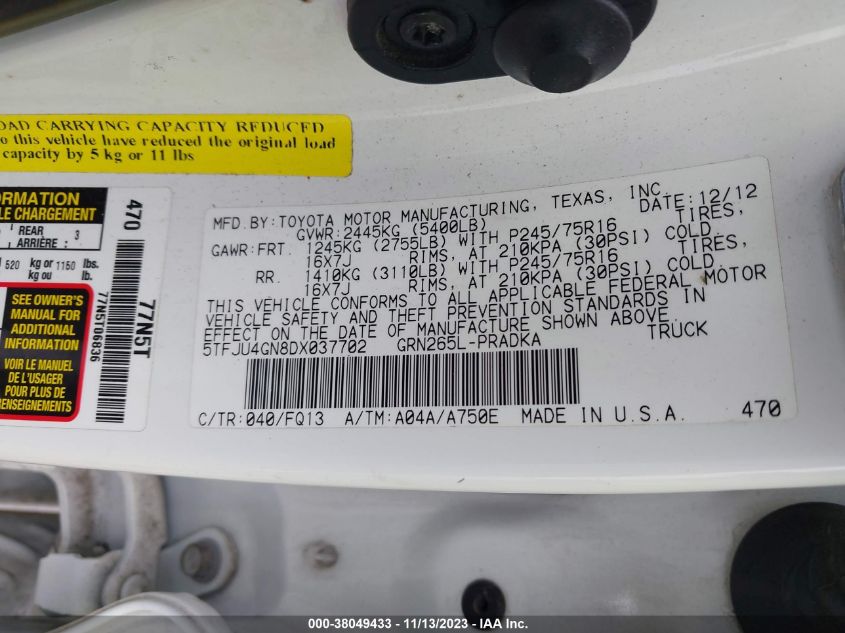 OAD CARRYING CAPACITY REDUCED
o this vehicle have reduced the original load
capacity by 5 kg or 11 lbs
ORMATION
LE CHARGEMENT
REAR 3
ARRIÈRE :
520 kg or 1150 lbs.
kg ou lb.
SEE OWNER'S
MANUAL FOR
ADDITIONAL
INFORMATION
VOIR LE MANUEL
DE L'USAGER
POUR PLUS DE
RENSEIGNEMENTS
470
77N5T
77N5T06836
MFD. BY: TOYOTA MOTOR MANUFACTURING, TEXAS, INC. DATE: 12/12
GVWR: 2445KG (5400LB)
GAWR: FRT. 1245KG (2755LB) WITH P245/75R16 TIRES,
16X7J RIMS, AT 210KPA (30PSI) COLD.
RR. 1410KG (3110LB) WITH P245/75R16 TIRES,
16X7J RIMS, AT 210KPA (30PSI) COLD
THIS VEHICLE CONFORMS TO ALL APPLICABLE FEDERAL MOTOR
VEHICLE SAFETY AND THEFT PREVENTION STANDARDS IN
EFFECT ON THE DATE OF MANUFACTURE SHOWN ABOVE.
5TFJU4GN8DX037702 GRN265L-PRADKA TRUCK
C/TR: 040/FQ13 A/TM: A04A/A750E MADE IN U.S.A. 470
000-38049433 - 11/13/2023 - IAA Inc.